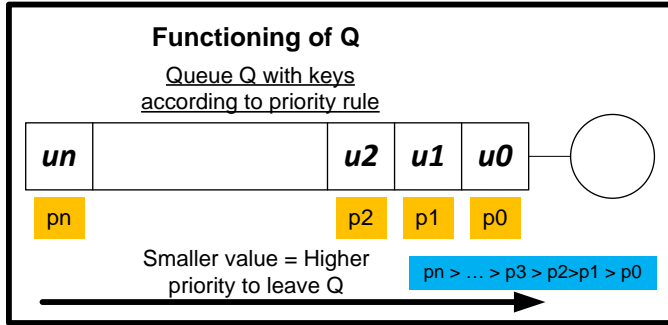 Functioning of Q
Queue Q with keys
according to priority rule
un u2 u1 u0
pn p2 p1 p0
Smaller value = Higher
priority to leave Q
pn > ... > p3 > p2>p1 > p0